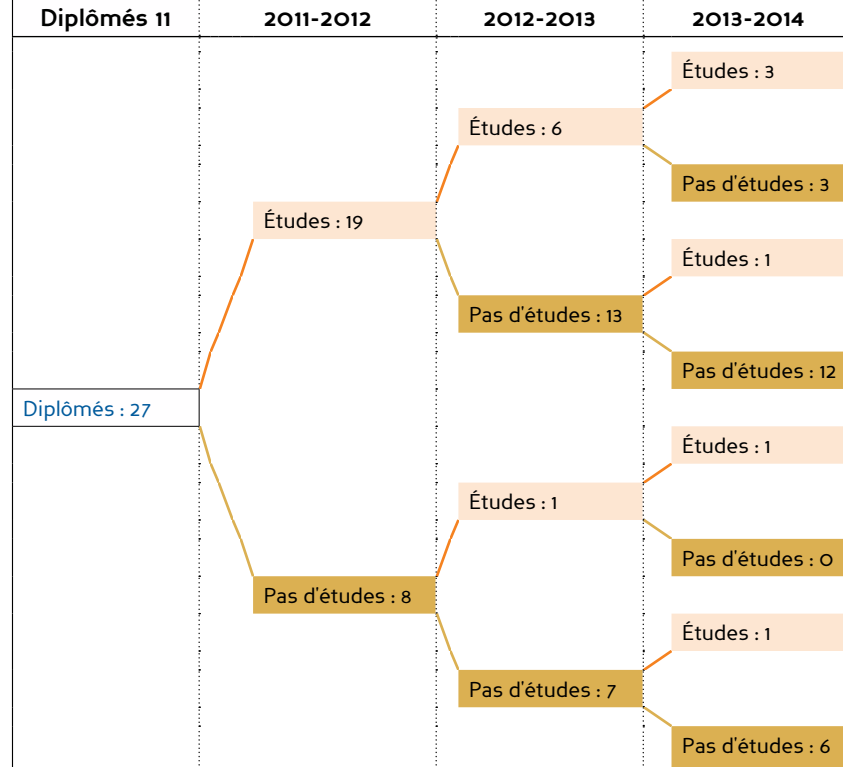 Diplômés 11 2011-2012 2012-2013 2013-2014
Études : 3
Études : 6
Pas d'études : 3
Études : 19
Études : 1
Pas d'études : 13
Pas d'études : 12
Diplômés : 27
Études : 1
Études : 1
Pas d'études : 0
Pas d'études : 8
Études : 1
Pas d'études : 7
Pas d'études : 6